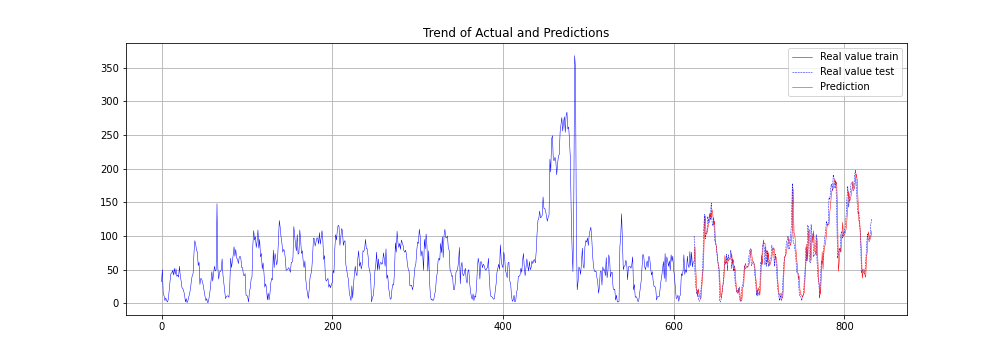 Trend of Actual and Predictions
Real value train
Real value test
Prediction
350
300
250
200
150
100
50
0
0 200 400 600 800